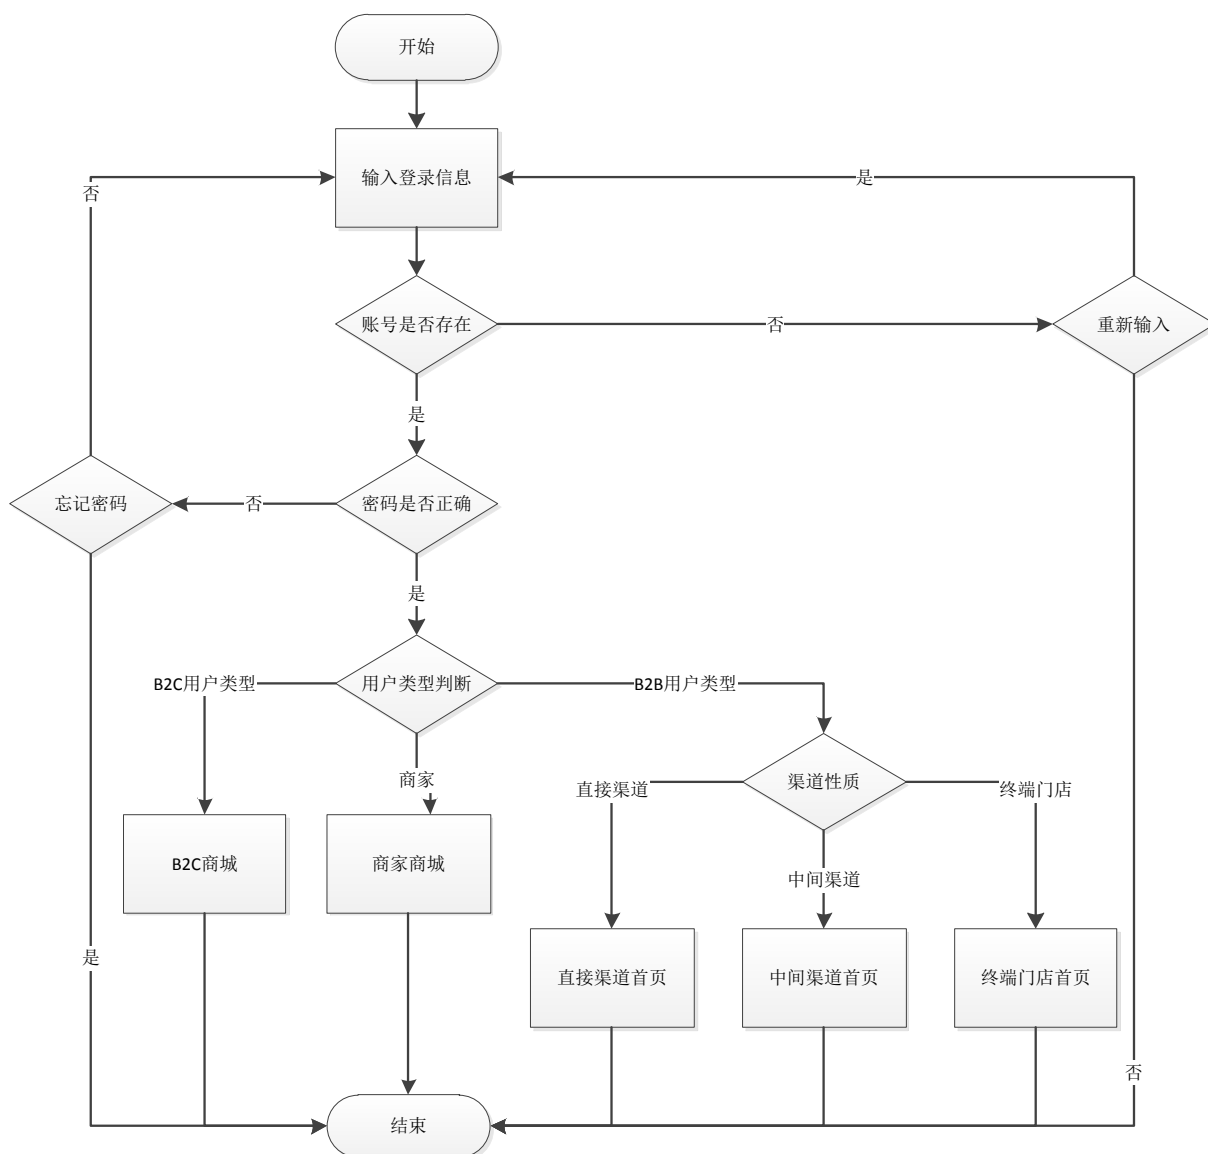 开始
输入登录信息
否
是
账号是否存在
否
重新输入
是
忘记密码
否
密码是否正确
是
B2C用户类型
用户类型判断
B2B用户类型
商家
直接渠道
渠道性质
终端门店
B2C商城
商家商城
中间渠道
是
直接渠道首页
中间渠道首页
终端门店首页
否
结束